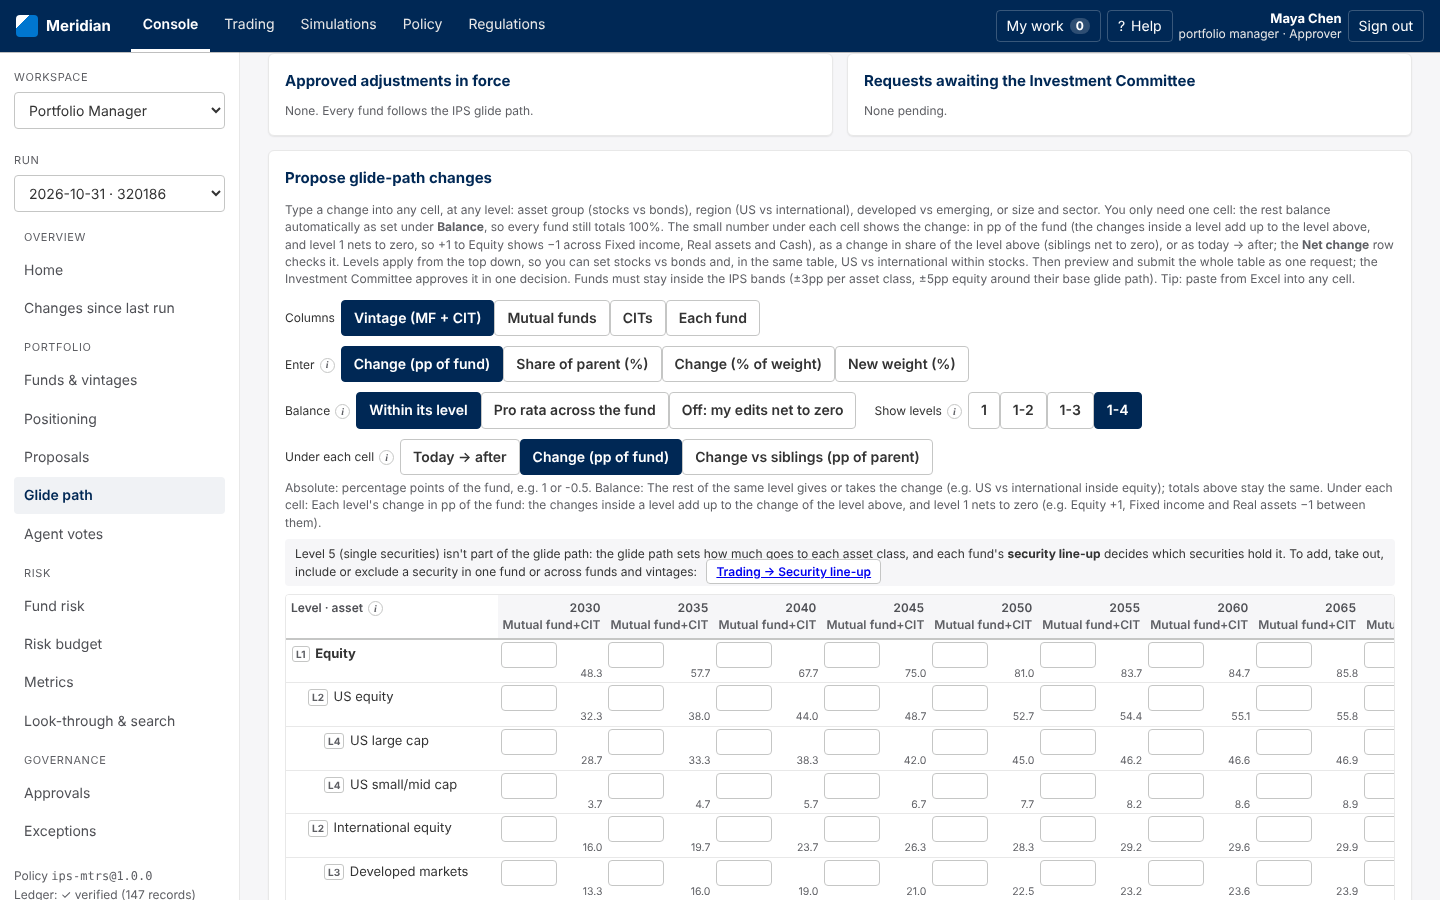 Meridian
Console
Trading
Simulations
Policy
Regulations
My work 0
? Help
Maya Chen
portfolio manager · Approver
Sign out
WORKSPACE
Portfolio Manager
RUN
2026-10-31 · 320186
OVERVIEW
Home
Changes since last run
PORTFOLIO
Funds & vintages
Positioning
Proposals
Glide path
Agent votes
RISK
Fund risk
Risk budget
Metrics
Look-through & search
GOVERNANCE
Approvals
Exceptions
Policy ips-mtrs@1.0.0
Ledger: ✓ verified (147 records)
Approved adjustments in force
None. Every fund follows the IPS glide path.
Requests awaiting the Investment Committee
None pending.
Propose glide-path changes
Type a change into any cell, at any level: asset group (stocks vs bonds), region (US vs international), developed vs emerging, or size and sector. You only need one cell: the rest balance
automatically as set under Balance, so every fund still totals 100%. The small number under each cell shows the change: in pp of the fund (the changes inside a level add up to the level above,
and level 1 nets to zero, so +1 to Equity shows −1 across Fixed income, Real assets and Cash), as a change in share of the level above (siblings net to zero), or as today → after; the Net change row
checks it. Levels apply from the top down, so you can set stocks vs bonds and, in the same table, US vs international within stocks. Then preview and submit the whole table as one request; the
Investment Committee approves it in one decision. Funds must stay inside the IPS bands (±3pp per asset class, ±5pp equity around their base glide path). Tip: paste from Excel into any cell.
Columns Vintage (MF + CIT) Mutual funds CITs Each fund
Enter i Change (pp of fund) Share of parent (%) Change (% of weight) New weight (%)
Balance i Within its level Pro rata across the fund Off: my edits net to zero Show levels i 1 1-2 1-3 1-4
Under each cell i Today → after Change (pp of fund) Change vs siblings (pp of parent)
Absolute: percentage points of the fund, e.g. 1 or -0.5. Balance: The rest of the same level gives or takes the change (e.g. US vs international inside equity); totals above stay the same. Under each
cell: Each level's change in pp of the fund: the changes inside a level add up to the change of the level above, and level 1 nets to zero (e.g. Equity +1, Fixed income and Real assets −1 between
them).
Level 5 (single securities) isn't part of the glide path: the glide path sets how much goes to each asset class, and each fund's security line-up decides which securities hold it. To add, take out,
include or exclude a security in one fund or across funds and vintages: Trading → Security line-up
Level · asset i 2030 2035 2040 2045 2050 2055 2060 2065
Mutual fund+CIT Mutual fund+CIT Mutual fund+CIT Mutual fund+CIT Mutual fund+CIT Mutual fund+CIT Mutual fund+CIT Mutual fund+CIT Mutu
L1 Equity
48.3 57.7 67.7 75.0 81.0 83.7 84.7 85.8
L2 US equity
32.3 38.0 44.0 48.7 52.7 54.4 55.1 55.8
L4 US large cap
28.7 33.3 38.3 42.0 45.0 46.2 46.6 46.9
L4 US small/mid cap
3.7 4.7 5.7 6.7 7.7 8.2 8.6 8.9
L2 International equity
16.0 19.7 23.7 26.3 28.3 29.2 29.6 29.9
L3 Developed markets
13.3 16.0 19.0 21.0 22.5 23.2 23.6 23.9